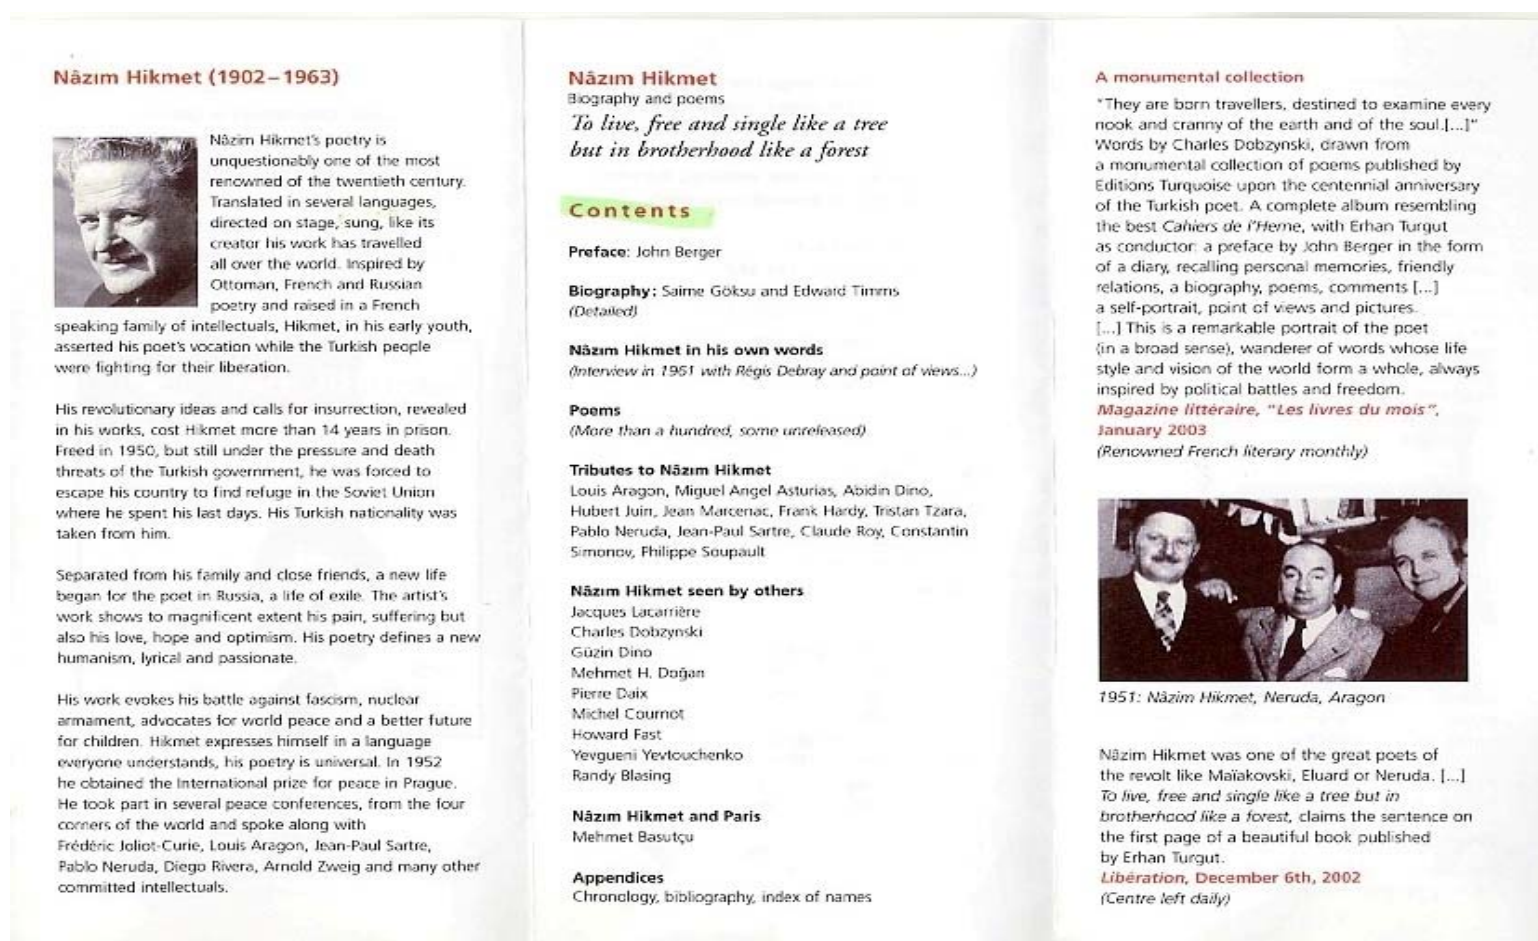 Nâzım Hikmet (1902–1963)
Nâzim Hikmet's poetry is
unquestionably one of the most
renowned of the twentieth century.
Translated in several languages,
directed on stage, sung, like its
creator his work has travelled
all over the world. Inspired by
Ottoman, French and Russian
poetry and raised in a French
speaking family of intellectuals, Hikmet, in his early youth,
asserted his poet's vocation while the Turkish people
were fighting for their liberation.
His revolutionary ideas and calls for insurrection, revealed
in his works, cost Hikmet more than 14 years in prison.
Freed in 1950, but still under the pressure and death
threats of the Turkish government, he was forced to
escape his country to find refuge in the Soviet Union
where he spent his last days. His Turkish nationality was
taken from him.
Separated from his family and close friends, a new life
began for the poet in Russia, a life of exile. The artist's
work shows to magnificent extent his pain, suffering but
also his love, hope and optimism. His poetry defines a new
humanism, lyrical and passionate.
His work evokes his battle against fascism, nuclear
armament, advocates for world peace and a better future
for children. Hikmet expresses himself in a language
everyone understands, his poetry is universal. In 1952
he obtained the International prize for peace in Prague.
He took part in several peace conferences, from the four
corners of the world and spoke along with
Frédéric Joliot-Curie, Louis Aragon, Jean-Paul Sartre,
Pablo Neruda, Diego Rivera, Arnold Zweig and many other
committed intellectuals.
Nâzım Hikmet
Biography and poems
To live, free and single like a tree
but in brotherhood like a forest
Contents
Preface: John Berger
Biography: Saime Göksu and Edward Timms
(Detailed)
Nâzım Hikmet in his own words
(Interview in 1961 with Régis Debray and point of views...)
Poems
(More than a hundred, some unreleased)
Tributes to Nâzım Hikmet
Louis Aragon, Miguel Angel Asturias, Abidin Dino,
Hubert Juin, Jean Marcenac, Frank Hardy, Tristan Tzara,
Pablo Neruda, Jean-Paul Sartre, Claude Roy, Constantin
Simonov, Philippe Soupault
Nâzım Hikmet seen by others
Jacques Lacarrière
Charles Dobzynski
Güzin Dino
Mehmet H. Doğan
Pierre Daix
Michel Cournot
Howard Fast
Yevgueni Yevtouchenko
Randy Blasing
Nâzım Hikmet and Paris
Mehmet Basutçu
Appendices
Chronology, bibliography, index of names
A monumental collection
"They are born travellers, destined to examine every
nook and cranny of the earth and of the soul.[...]"
Words by Charles Dobzynski, drawn from
a monumental collection of poems published by
Editions Turquoise upon the centennial anniversary
of the Turkish poet. A complete album resembling
the best Cahiers de l'Herne, with Erhan Turgut
as conductor: a preface by John Berger in the form
of a diary, recalling personal memories, friendly
relations, a biography, poems, comments [...]
a self-portrait, point of views and pictures.
[...] This is a remarkable portrait of the poet
(in a broad sense), wanderer of words whose life
style and vision of the world form a whole, always
inspired by political battles and freedom.
Magazine littéraire, "Les livres du mois",
January 2003
(Renowned French literary monthly)
1951: Nâzim Hikmet, Neruda, Aragon
Nâzim Hikmet was one of the great poets of
the revolt like Maïakovski, Eluard or Neruda. [...]
To live, free and single like a tree but in
brotherhood like a forest, claims the sentence on
the first page of a beautiful book published
by Erhan Turgut.
Libération, December 6th, 2002
(Centre left daily)